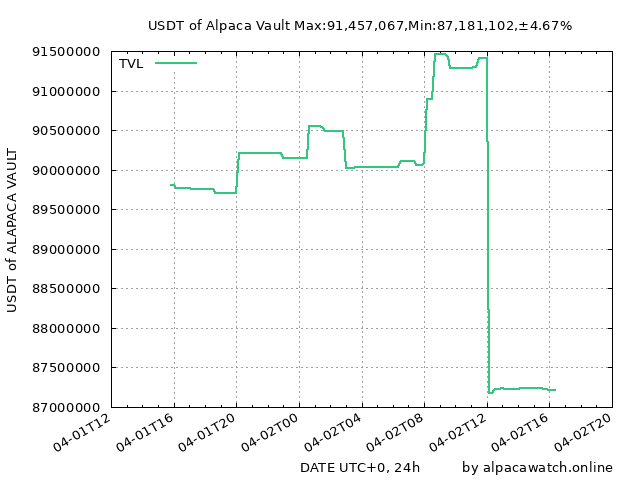 USDT of Alpaca Vault Max:91,457,067,Min:87,181,102,±4.67%
TVL
91500000
91000000
90500000
90000000
89500000
89000000
88500000
88000000
87500000
87000000
USDT of ALAPACA VAULT
04-01T12
04-01T16
04-01T20
04-02T00
04-02T04
04-02T08
04-02T12
04-02T16
04-02T20
DATE UTC+0, 24h
by alpacawatch.online